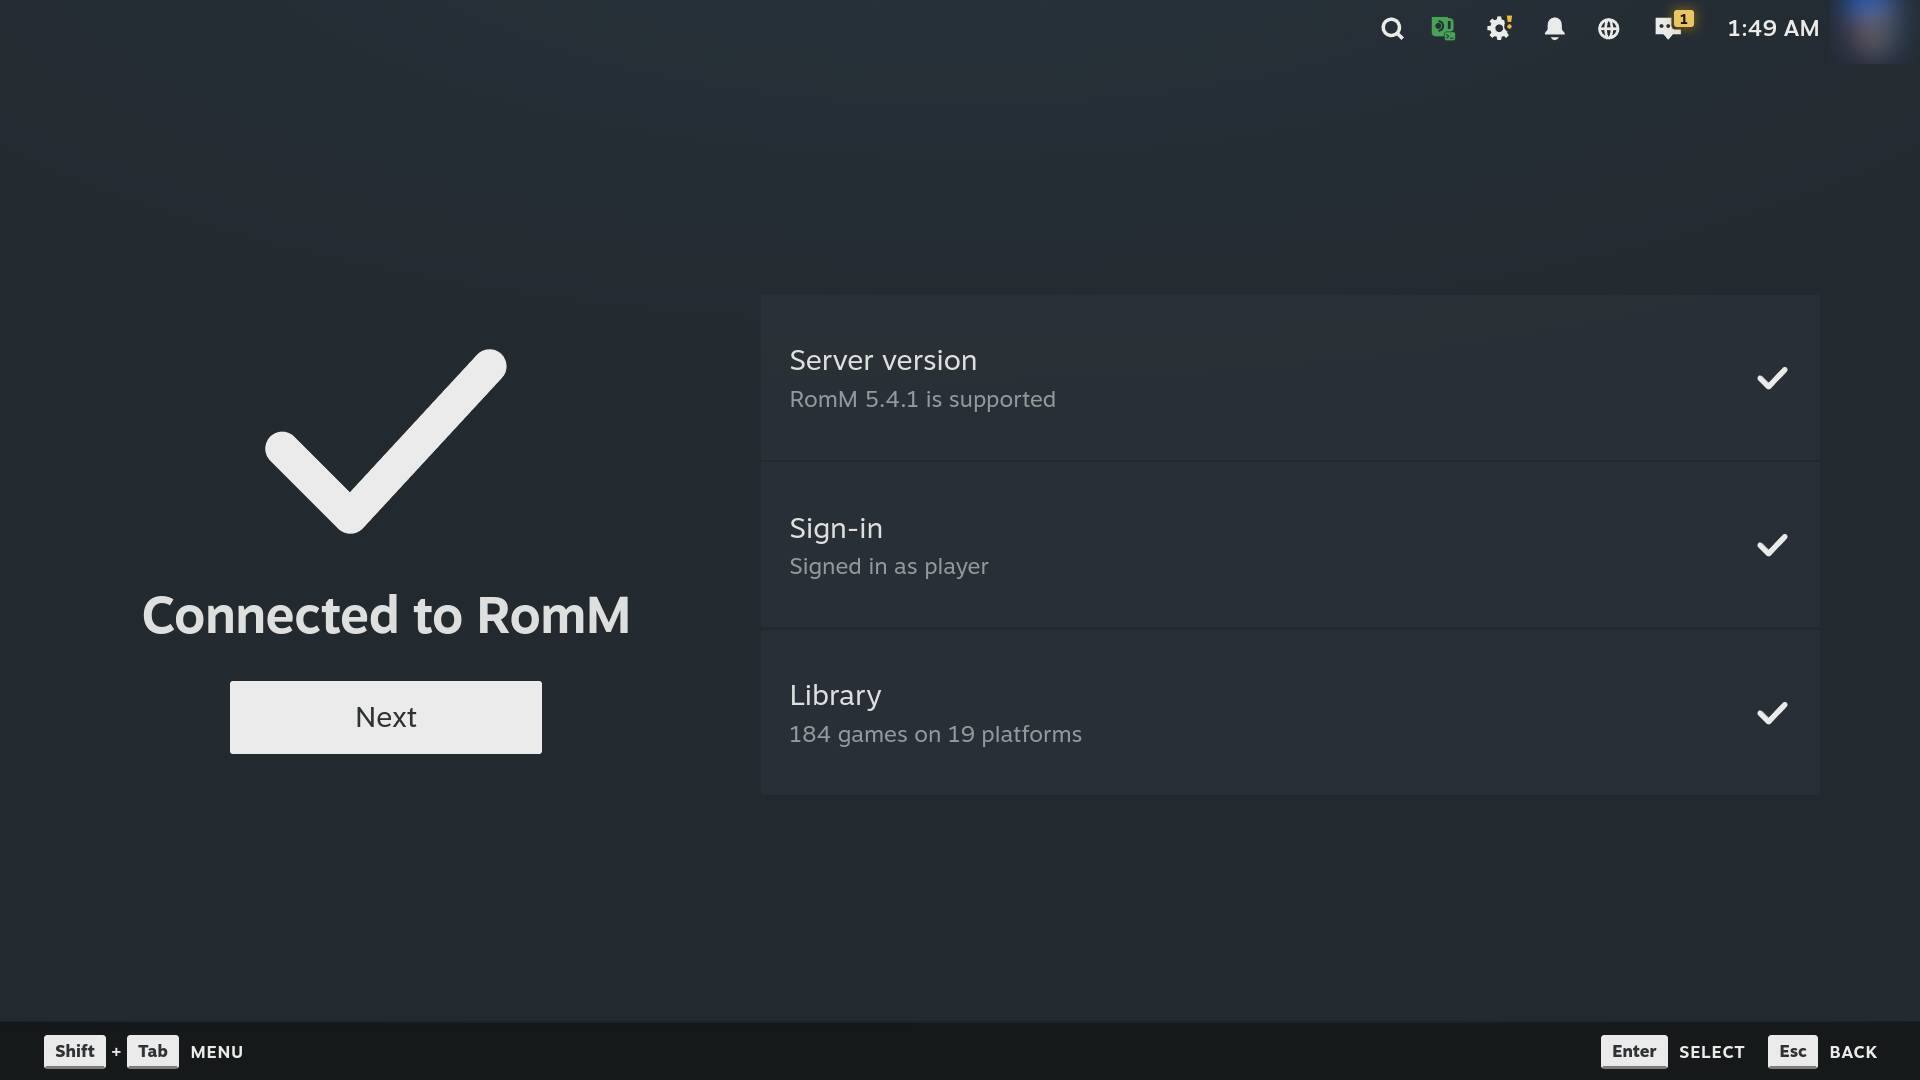 1
1:49 AM
Server version
RomM 5.4.1 is supported
Sign-in
Signed in as player
Connected to RomM
Next
Library
184 games on 19 platforms
Shift + Tab MENU
Enter SELECT Esc BACK